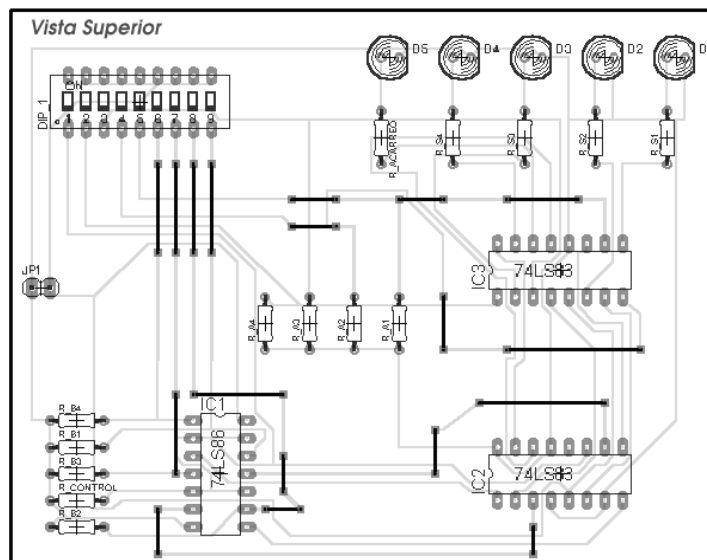 Vista Superior
D5
D4
D3
D2
D
ON
DIP_1
1 2 3 4 5 6 7 8 9
R_ACARREO
R_S4
R_S3
R_S2
R_S1
JP1
IC3
74LS83
R_A4
R_A3
R_A2
R_A1
R_B4
R_B1
R_B3
R_CONTROL
R_B2
IC1
74LS86
IC2
74LS83